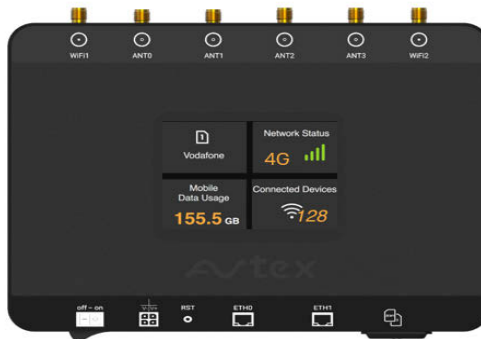 WiFi1 ANT0 ANT1 ANT2 ANT3 WiFi2
1
Vodafone
Network Status
4G
Mobile
Data Usage
155.5 GB
Connected Devices
128
Avtex
off - on
RST
ETH0
ETH1